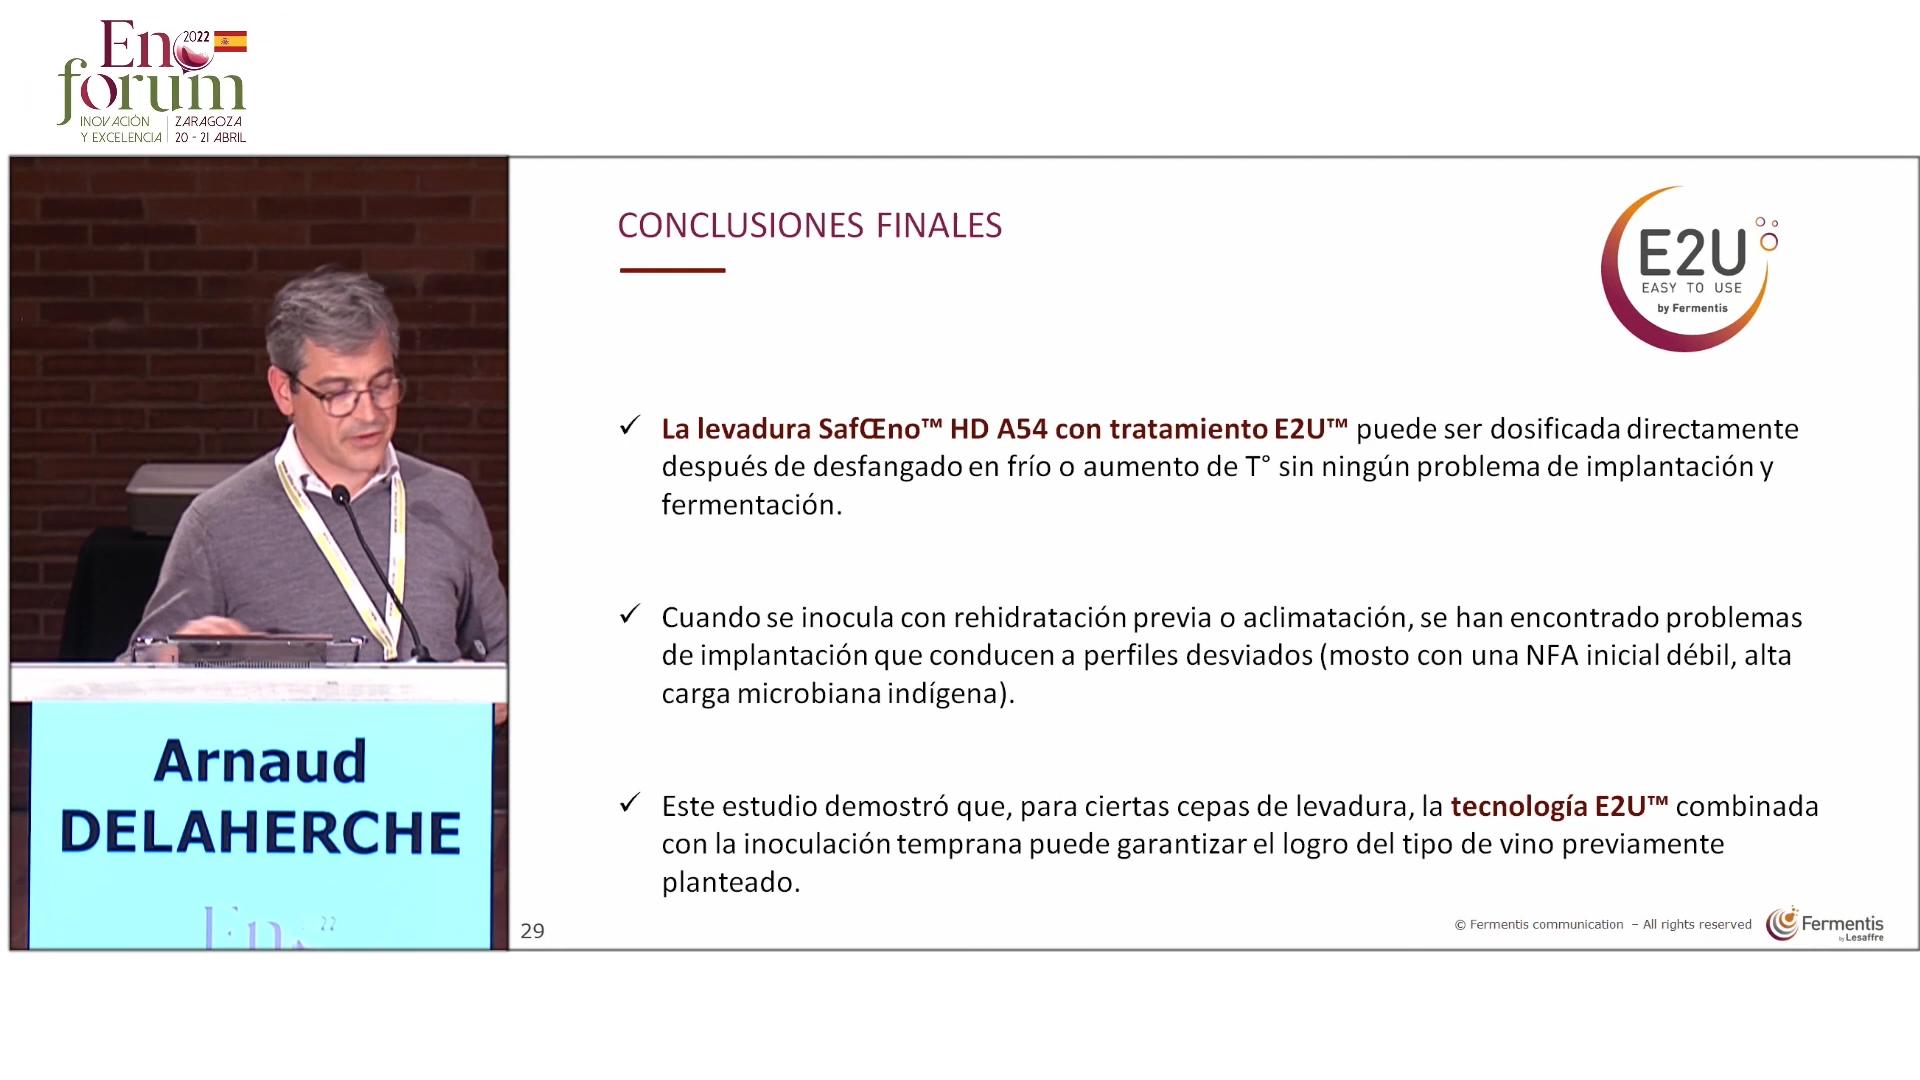 Eno
2022
forum
INOVACIÓN
Y EXCELENCIA
ZARAGOZA
20 - 21 ABRIL
Arnaud
DELAHERCHE
CONCLUSIONES FINALES
E2U
EASY TO USE
by Fermentis
✓ La levadura SafŒno™ HD A54 con tratamiento E2U™ puede ser dosificada directamente
después de desfangado en frío o aumento de T° sin ningún problema de implantación y
fermentación.
✓ Cuando se inocula con rehidratación previa o aclimatación, se han encontrado problemas
de implantación que conducen a perfiles desviados (mosto con una NFA inicial débil, alta
carga microbiana indígena).
✓ Este estudio demostró que, para ciertas cepas de levadura, la tecnología E2U™ combinada
con la inoculación temprana puede garantizar el logro del tipo de vino previamente
planteado.
29
© Fermentis communication – All rights reserved
Fermentis
by Lesaffre